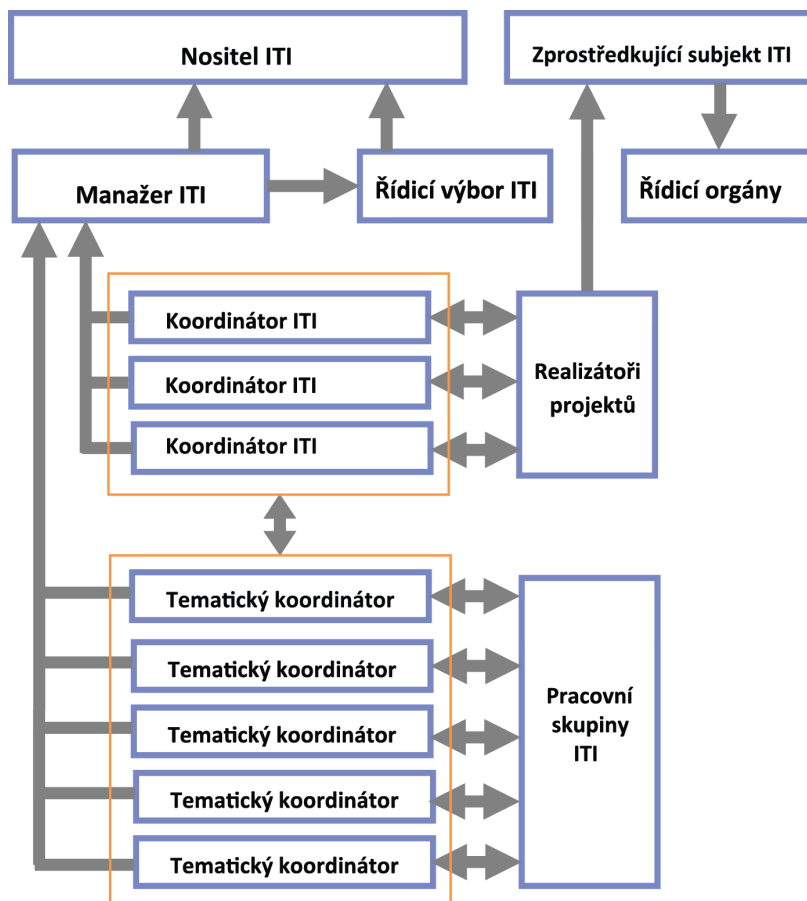 Nositel ITI
Zprostředkující subjekt ITI
Manažer ITI
Řídicí výbor ITI
Řídicí orgány
Koordinátor ITI
Koordinátor ITI
Koordinátor ITI
Realizátoři
projektů
Tematický koordinátor
Tematický koordinátor
Tematický koordinátor
Tematický koordinátor
Tematický koordinátor
Pracovní
skupiny
ITI